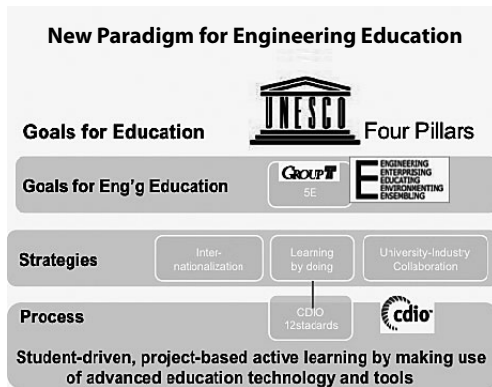 New Paradigm for Engineering Education
UNESCO
Goals for Education
Four Pillars
Goals for Eng'g Education
GROUP T
5E
E
ENGINEERING
ENTERPRISING
EDUCATING
ENVIRONMENTING
ENSEMBLING
Strategies
Inter-
nationalization
Learning
by doing
University-Industry
Collaboration
Process
CDIO
12stacards
cdio
Student-driven, project-based active learning by making use
of advanced education technology and tools